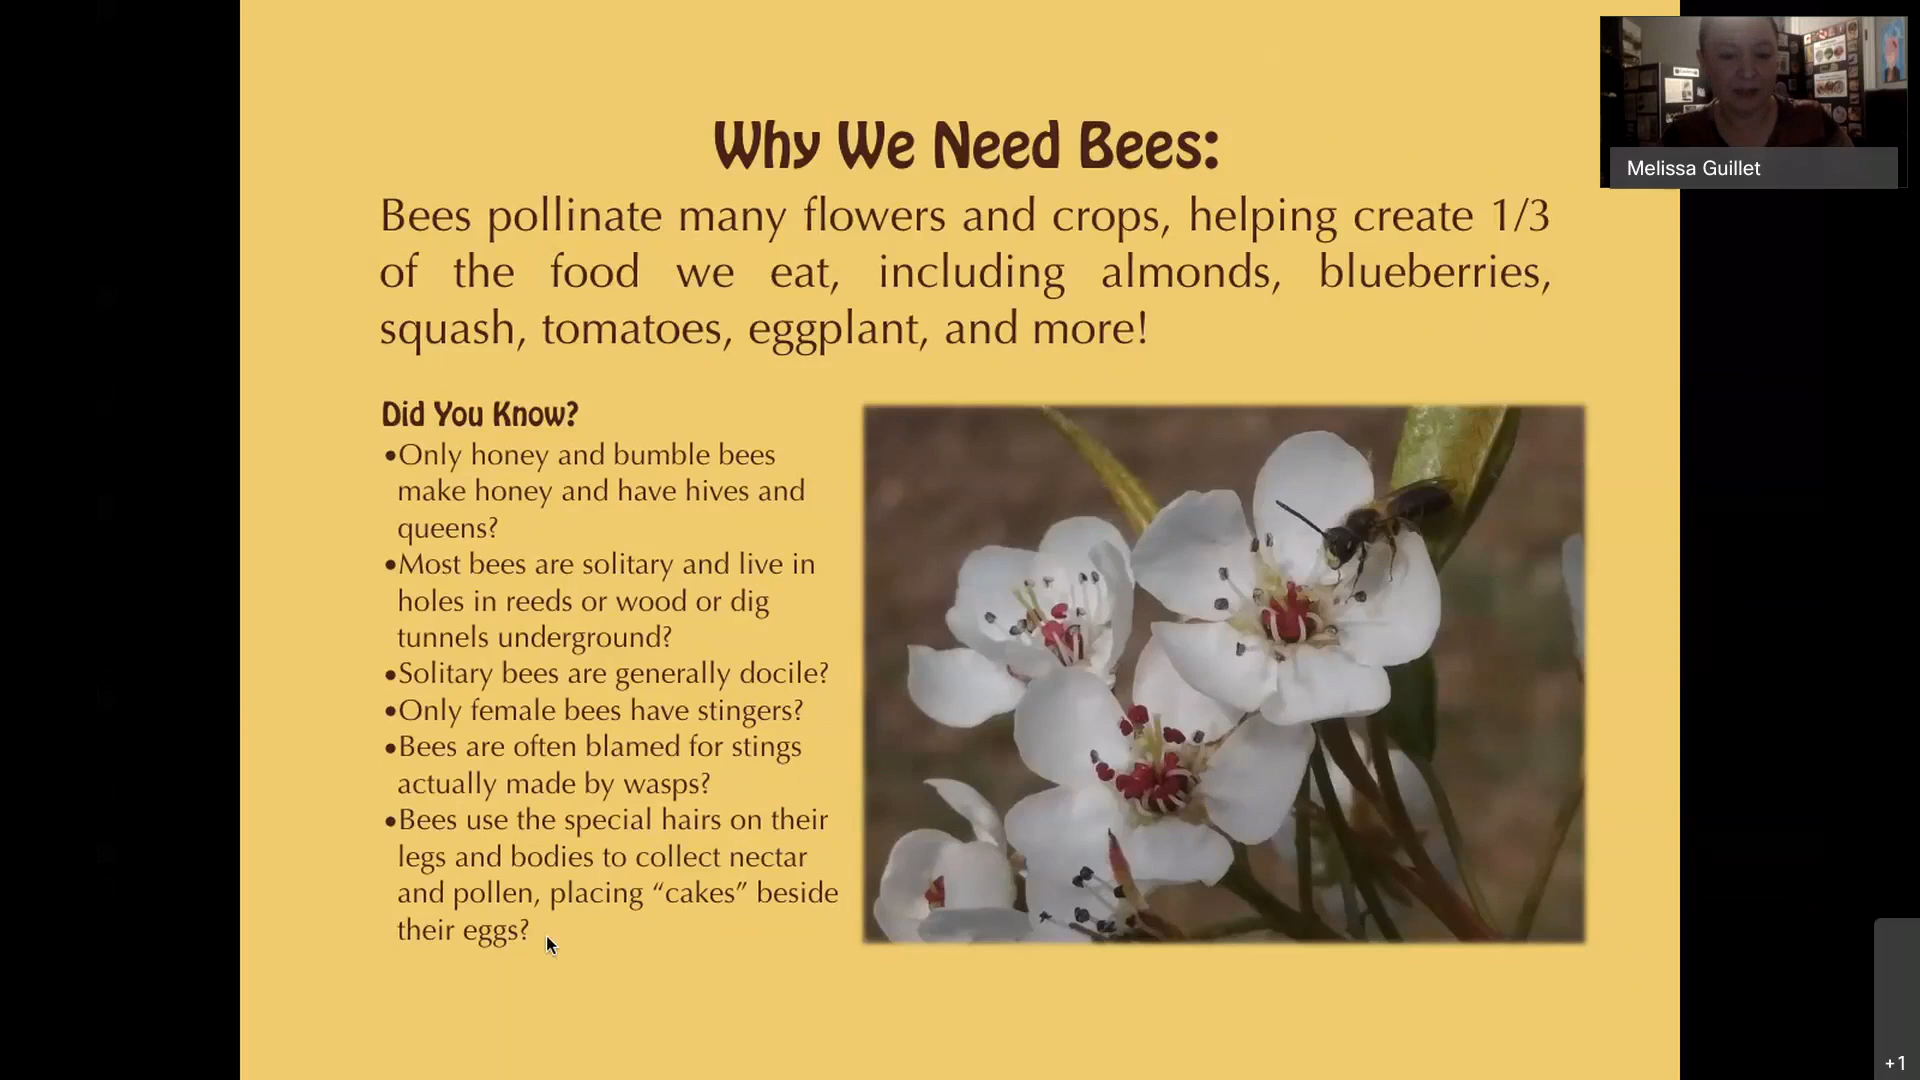 Why We Need Bees:
Bees pollinate many flowers and crops, helping create 1/3
of the food we eat, including almonds, blueberries,
squash, tomatoes, eggplant, and more!
Did You Know?
•Only honey and bumble bees
make honey and have hives and
queens?
•Most bees are solitary and live in
holes in reeds or wood or dig
tunnels underground?
•Solitary bees are generally docile?
•Only female bees have stingers?
•Bees are often blamed for stings
actually made by wasps?
•Bees use the special hairs on their
legs and bodies to collect nectar
and pollen, placing “cakes” beside
their eggs?
Melissa Guillet
+1